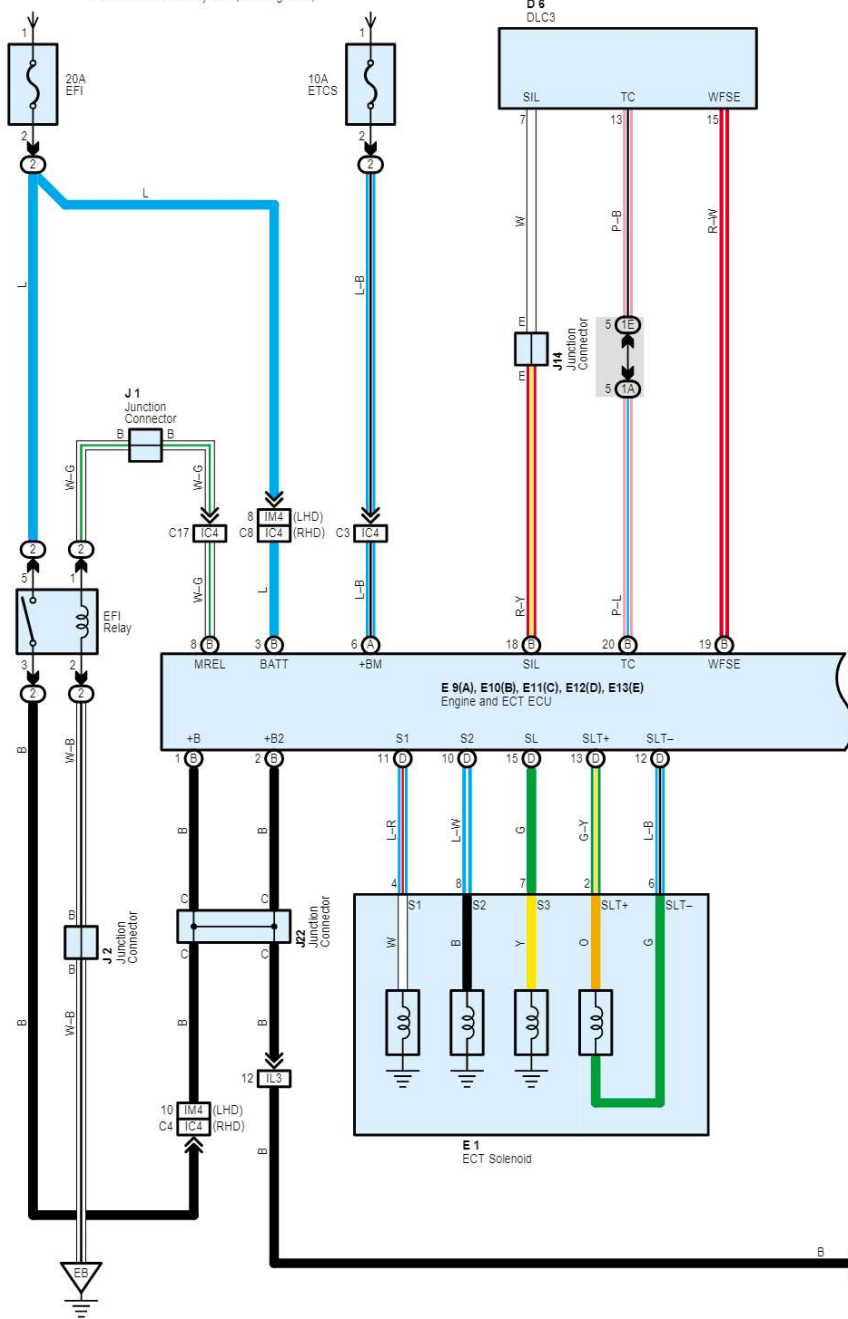 D 6
DLC3
1
1
20A
EFI
10A
ETCS
SIL
TC
WFSE
2
2
7
13
15
2
2
L
L
L–B
W
P–B
R–W
E
J14
Junction
Connector
E
5 1E
5 1A
J 1
Junction
Connector
B
B
W–G
W–G
8 IM4 (LHD)
C17 IC4
C8 IC4 (RHD)
C3 IC4
2
2
5
1
W–G
L
L–B
R–Y
P–L
EFI
Relay
3
2
8 B
3 B
6 A
18 B
20 B
19 B
MREL
BATT
+BM
SIL
TC
WFSE
2
2
E 9(A), E10(B), E11(C), E12(D), E13(E)
Engine and ECT ECU
+B
+B2
S1
S2
SL
SLT+
SLT–
1 B
2 B
11 D
10 D
15 D
13 D
12 D
B
W–B
B
B
L–R
L–W
G
G–Y
L–B
4
8
7
2
6
S1
S2
S3
SLT+
SLT–
C
C
J22
Junction
Connector
C
C
B
J 2
Junction
Connector
B
W
B
Y
O
G
B
W–B
B
B
12 IL3
10 IM4 (LHD)
C4 IC4 (RHD)
B
E 1
ECT Solenoid
B
EB